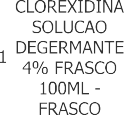 CLOREXIDINA
SOLUCAO
DEGERMANTE
1 4% FRASCO
100ML -
FRASCO